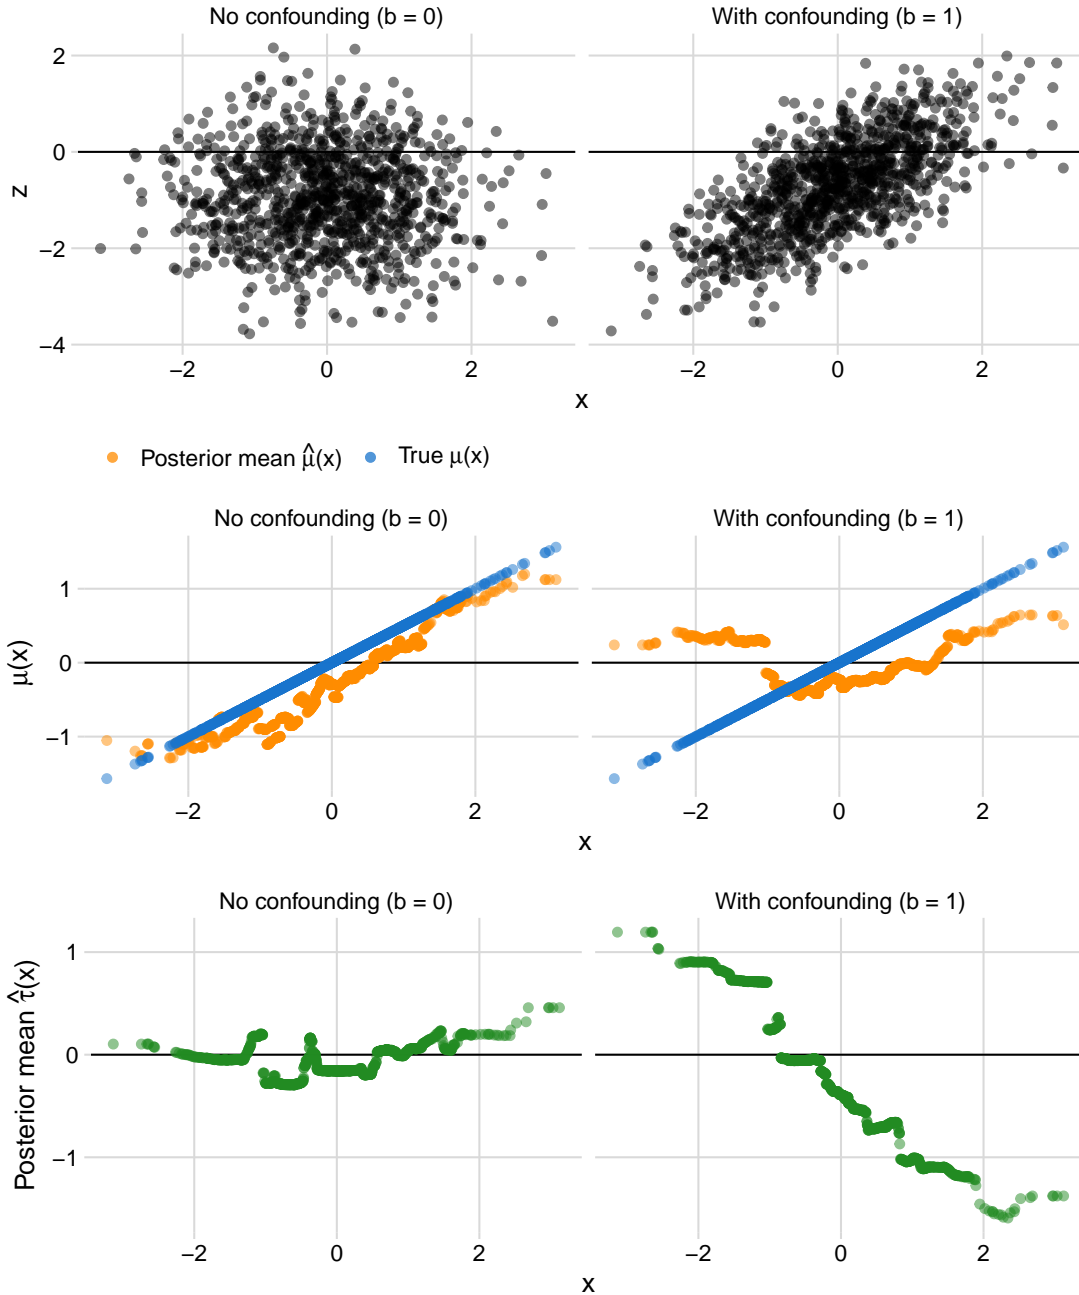 No confounding (b = 0) With confounding (b = 1)
2
0
−2
−4
z
−2 0 2 −2 0 2
x
Posterior mean μ̂(x) True μ(x)
No confounding (b = 0) With confounding (b = 1)
1
0
−1
μ(x)
−2 0 2 −2 0 2
x
No confounding (b = 0) With confounding (b = 1)
1
0
−1
Posterior mean τ̂(x)
−2 0 2 −2 0 2
x